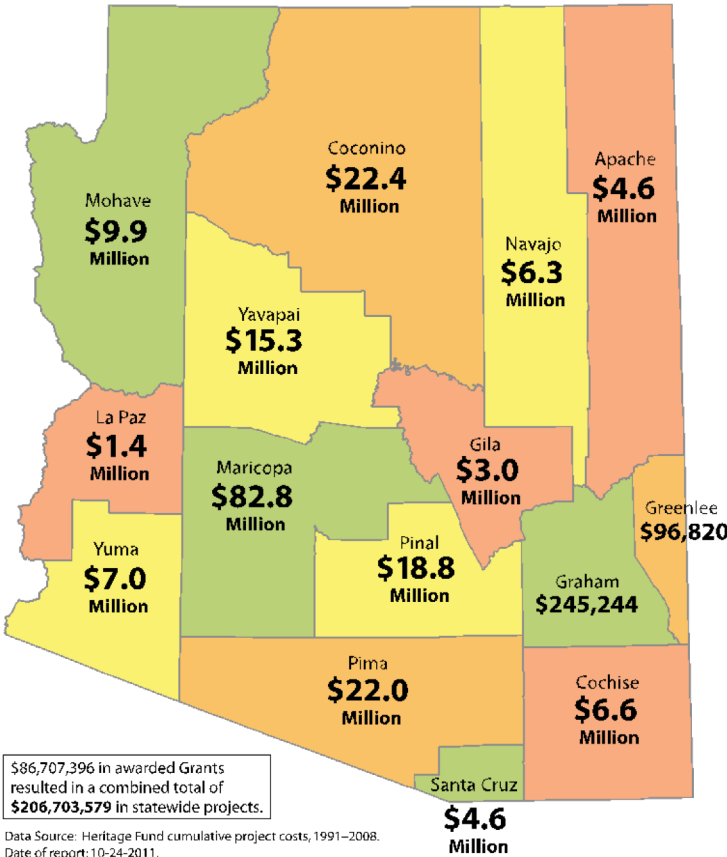 Coconino
$22.4
Million
Apache
$4.6
Million
Mohave
$9.9
Million
Navajo
$6.3
Million
Yavapai
$15.3
Million
La Paz
$1.4
Million
Gila
$3.0
Million
Maricopa
$82.8
Million
Greenlee
$96,820
Yuma
$7.0
Million
Pinal
$18.8
Million
Graham
$245,244
Pima
$22.0
Million
Cochise
$6.6
Million
Santa Cruz
$4.6
Million
$86,707,396 in awarded Grants
resulted in a combined total of
$206,703,579 in statewide projects.
Data Source: Heritage Fund cumulative project costs, 1991–2008.
Date of report: 10-24-2011.